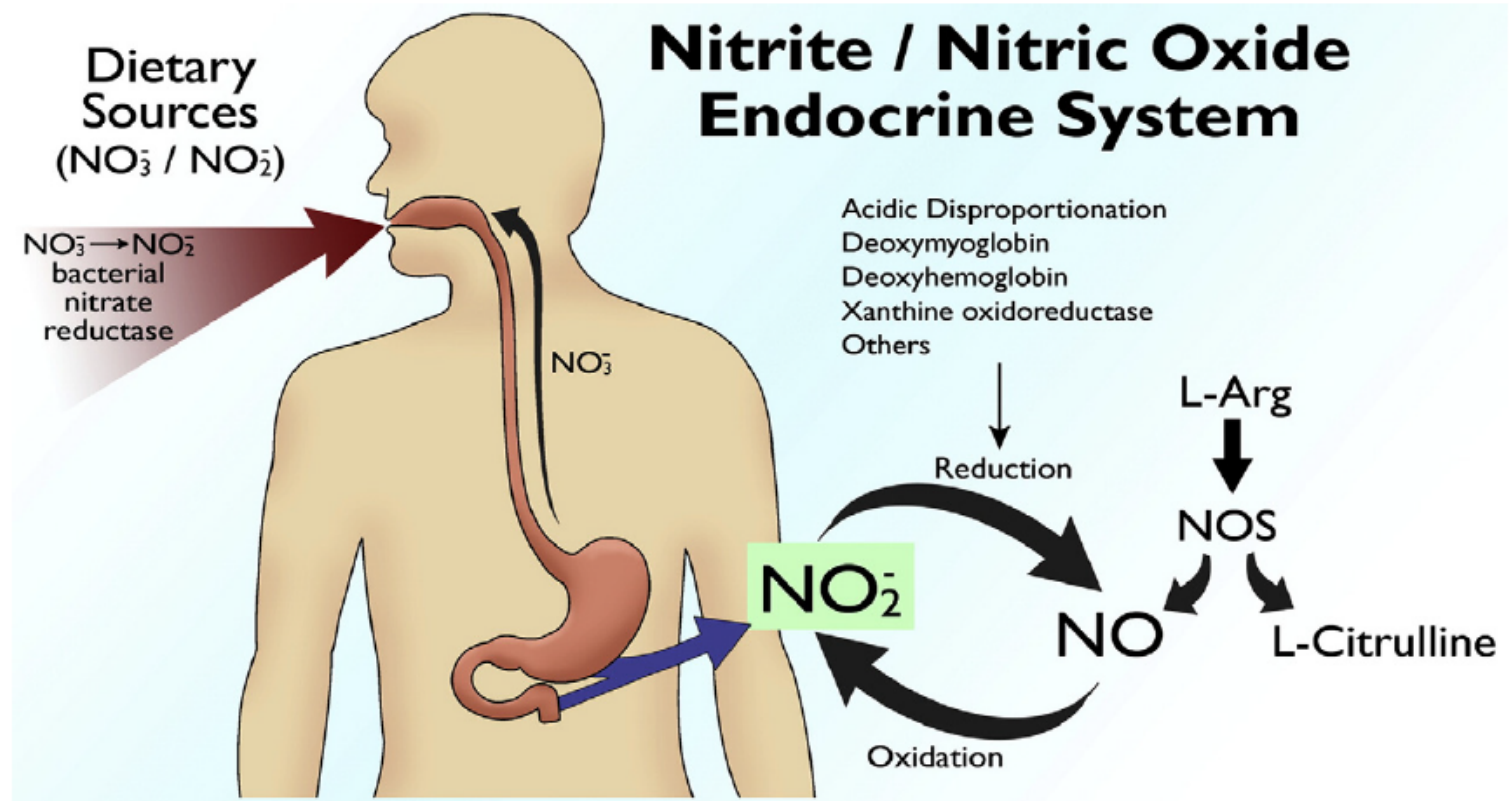 Nitrite / Nitric Oxide
Endocrine System
Dietary
Sources
(NO₃⁻ / NO₂⁻)
NO₃⁻→NO₂⁻
bacterial
nitrate
reductase
NO₃⁻
Acidic Disproportionation
Deoxymyoglobin
Deoxyhemoglobin
Xanthine oxidoreductase
Others
Reduction
L-Arg
NOS
NO₂⁻
NO
L-Citrulline
Oxidation